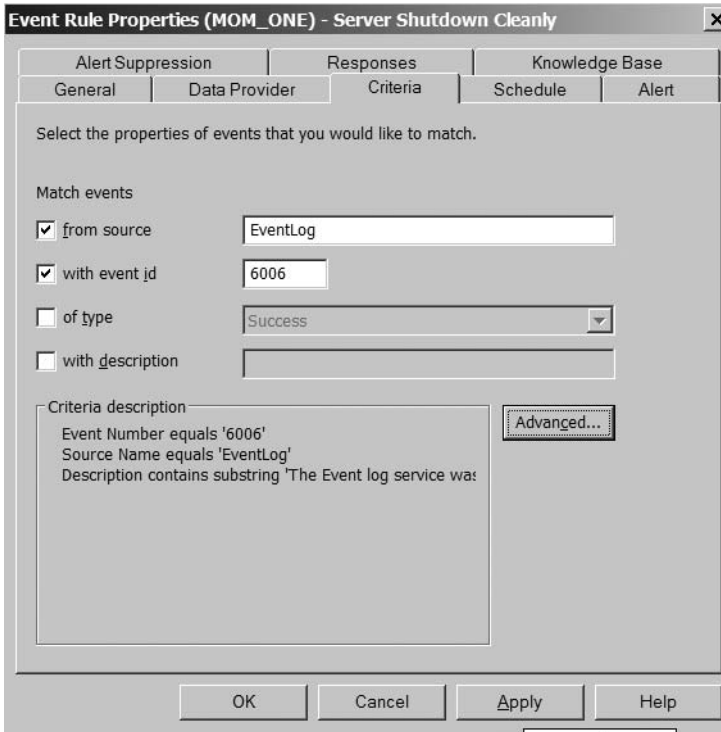 Event Rule Properties (MOM_ONE) - Server Shutdown Cleanly
Alert Suppression Responses Knowledge Base
General Data Provider Criteria Schedule Alert
Select the properties of events that you would like to match.
Match events
from source EventLog
with event id 6006
of type Success
with description
Criteria description
Advanced...
Event Number equals '6006'
Source Name equals 'EventLog'
Description contains substring 'The Event log service was
OK Cancel Apply Help